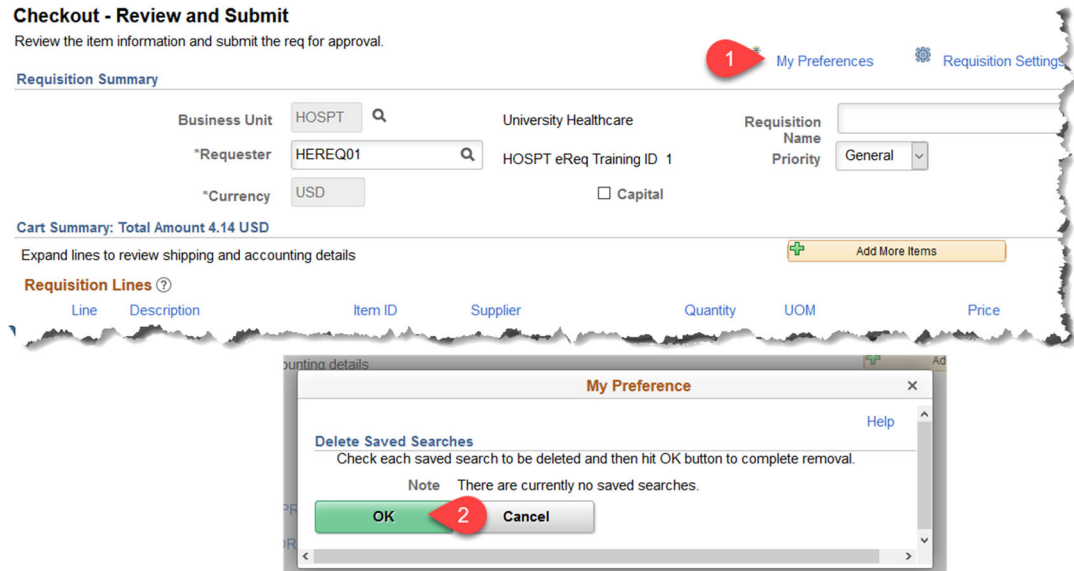 Checkout - Review and Submit
Review the item information and submit the req for approval.
1
My Preferences
Requisition Settings
Requisition Summary
Business Unit HOSPT University Healthcare Requisition Name
*Requester HEREQ01 HOSPT eReq Training ID 1 Priority General
*Currency USD Capital
Cart Summary: Total Amount 4.14 USD
Expand lines to review shipping and accounting details Add More Items
Requisition Lines ?
Line Description Item ID Supplier Quantity UOM Price
ounting details Ad
My Preference ×
Help
Delete Saved Searches
Check each saved search to be deleted and then hit OK button to complete removal.
Note There are currently no saved searches.
OK 2 Cancel